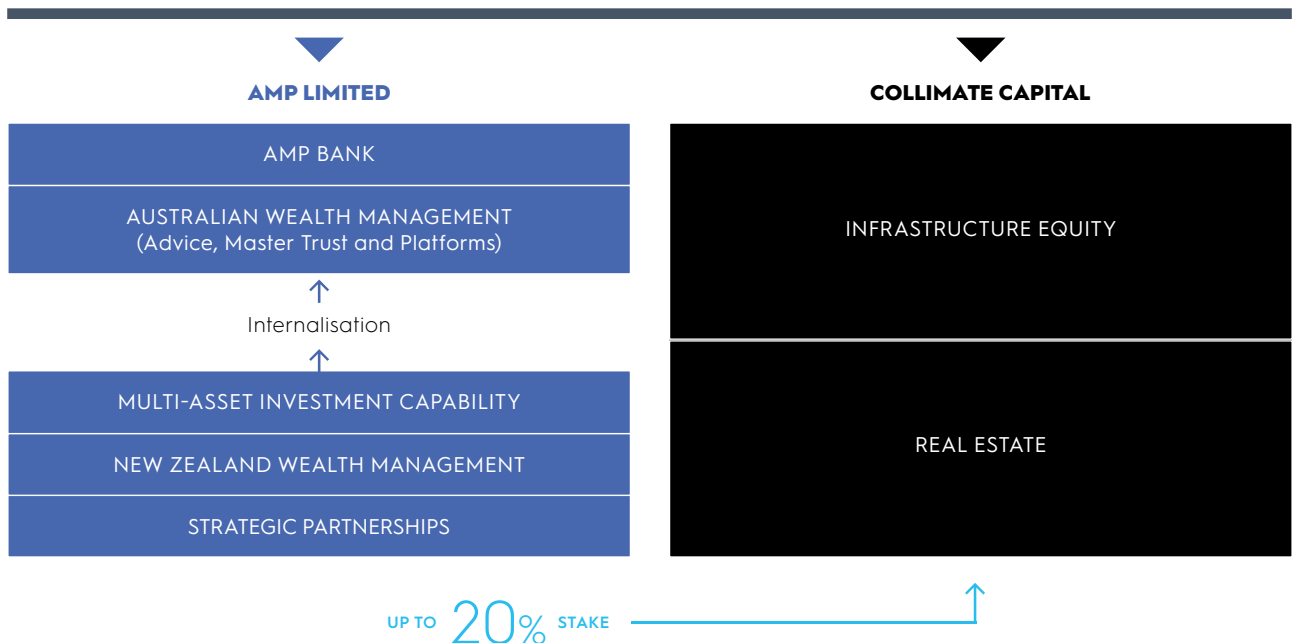 AMP LIMITED
AMP BANK
AUSTRALIAN WEALTH MANAGEMENT
(Advice, Master Trust and Platforms)
Internalisation
MULTI-ASSET INVESTMENT CAPABILITY
NEW ZEALAND WEALTH MANAGEMENT
STRATEGIC PARTNERSHIPS
COLLIMATE CAPITAL
INFRASTRUCTURE EQUITY
REAL ESTATE
UP TO 20% STAKE